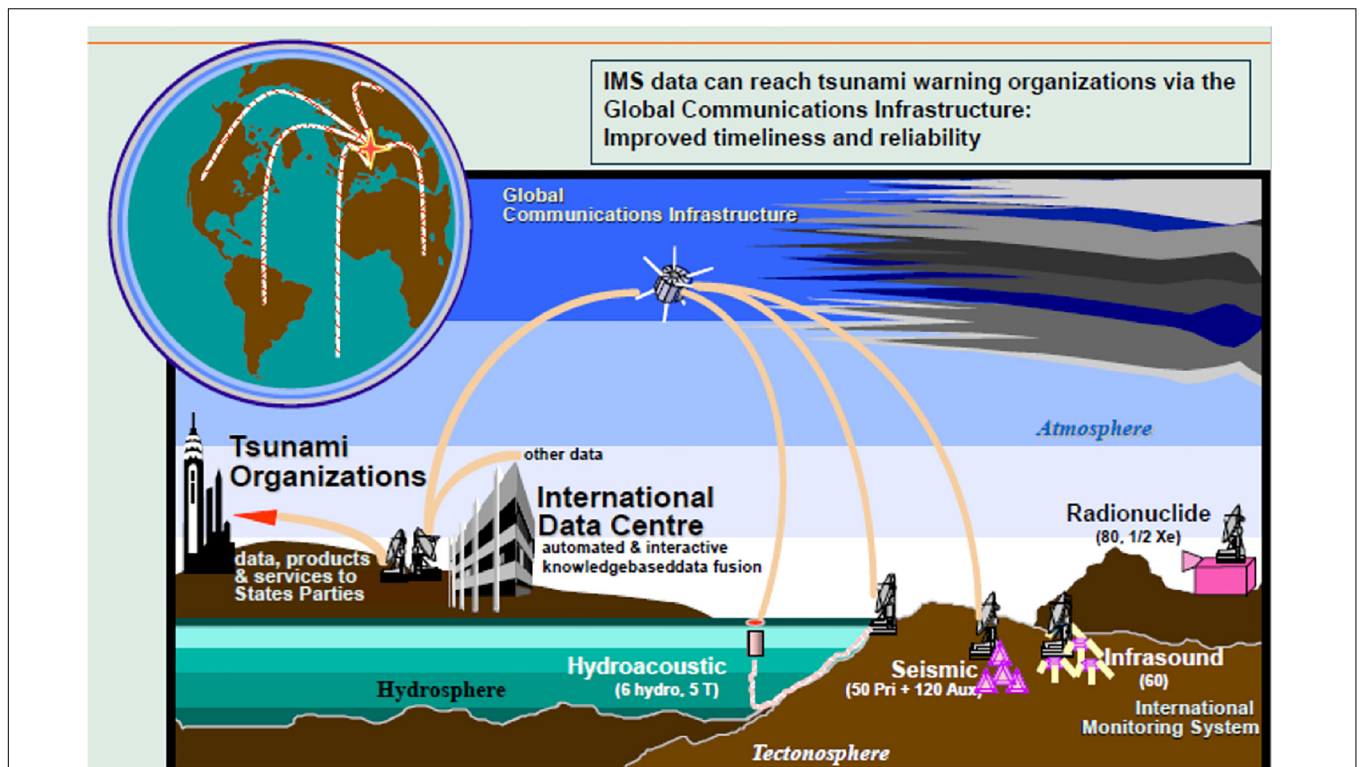 IMS data can reach tsunami warning organizations via the
Global Communications Infrastructure:
Improved timeliness and reliability
Global
Communications Infrastructure
Atmosphere
Tsunami
Organizations
other data
International
Data Centre
automated & interactive
knowledgebaseddata fusion
data, products
& services to
States Parties
Radionuclide
(80, 1/2 Xe)
Hydroacoustic
(6 hydro, 5 T)
Hydrosphere
Seismic
(50 Pri + 120 Aux)
Infrasound
(60)
International
Monitoring System
Tectonosphere